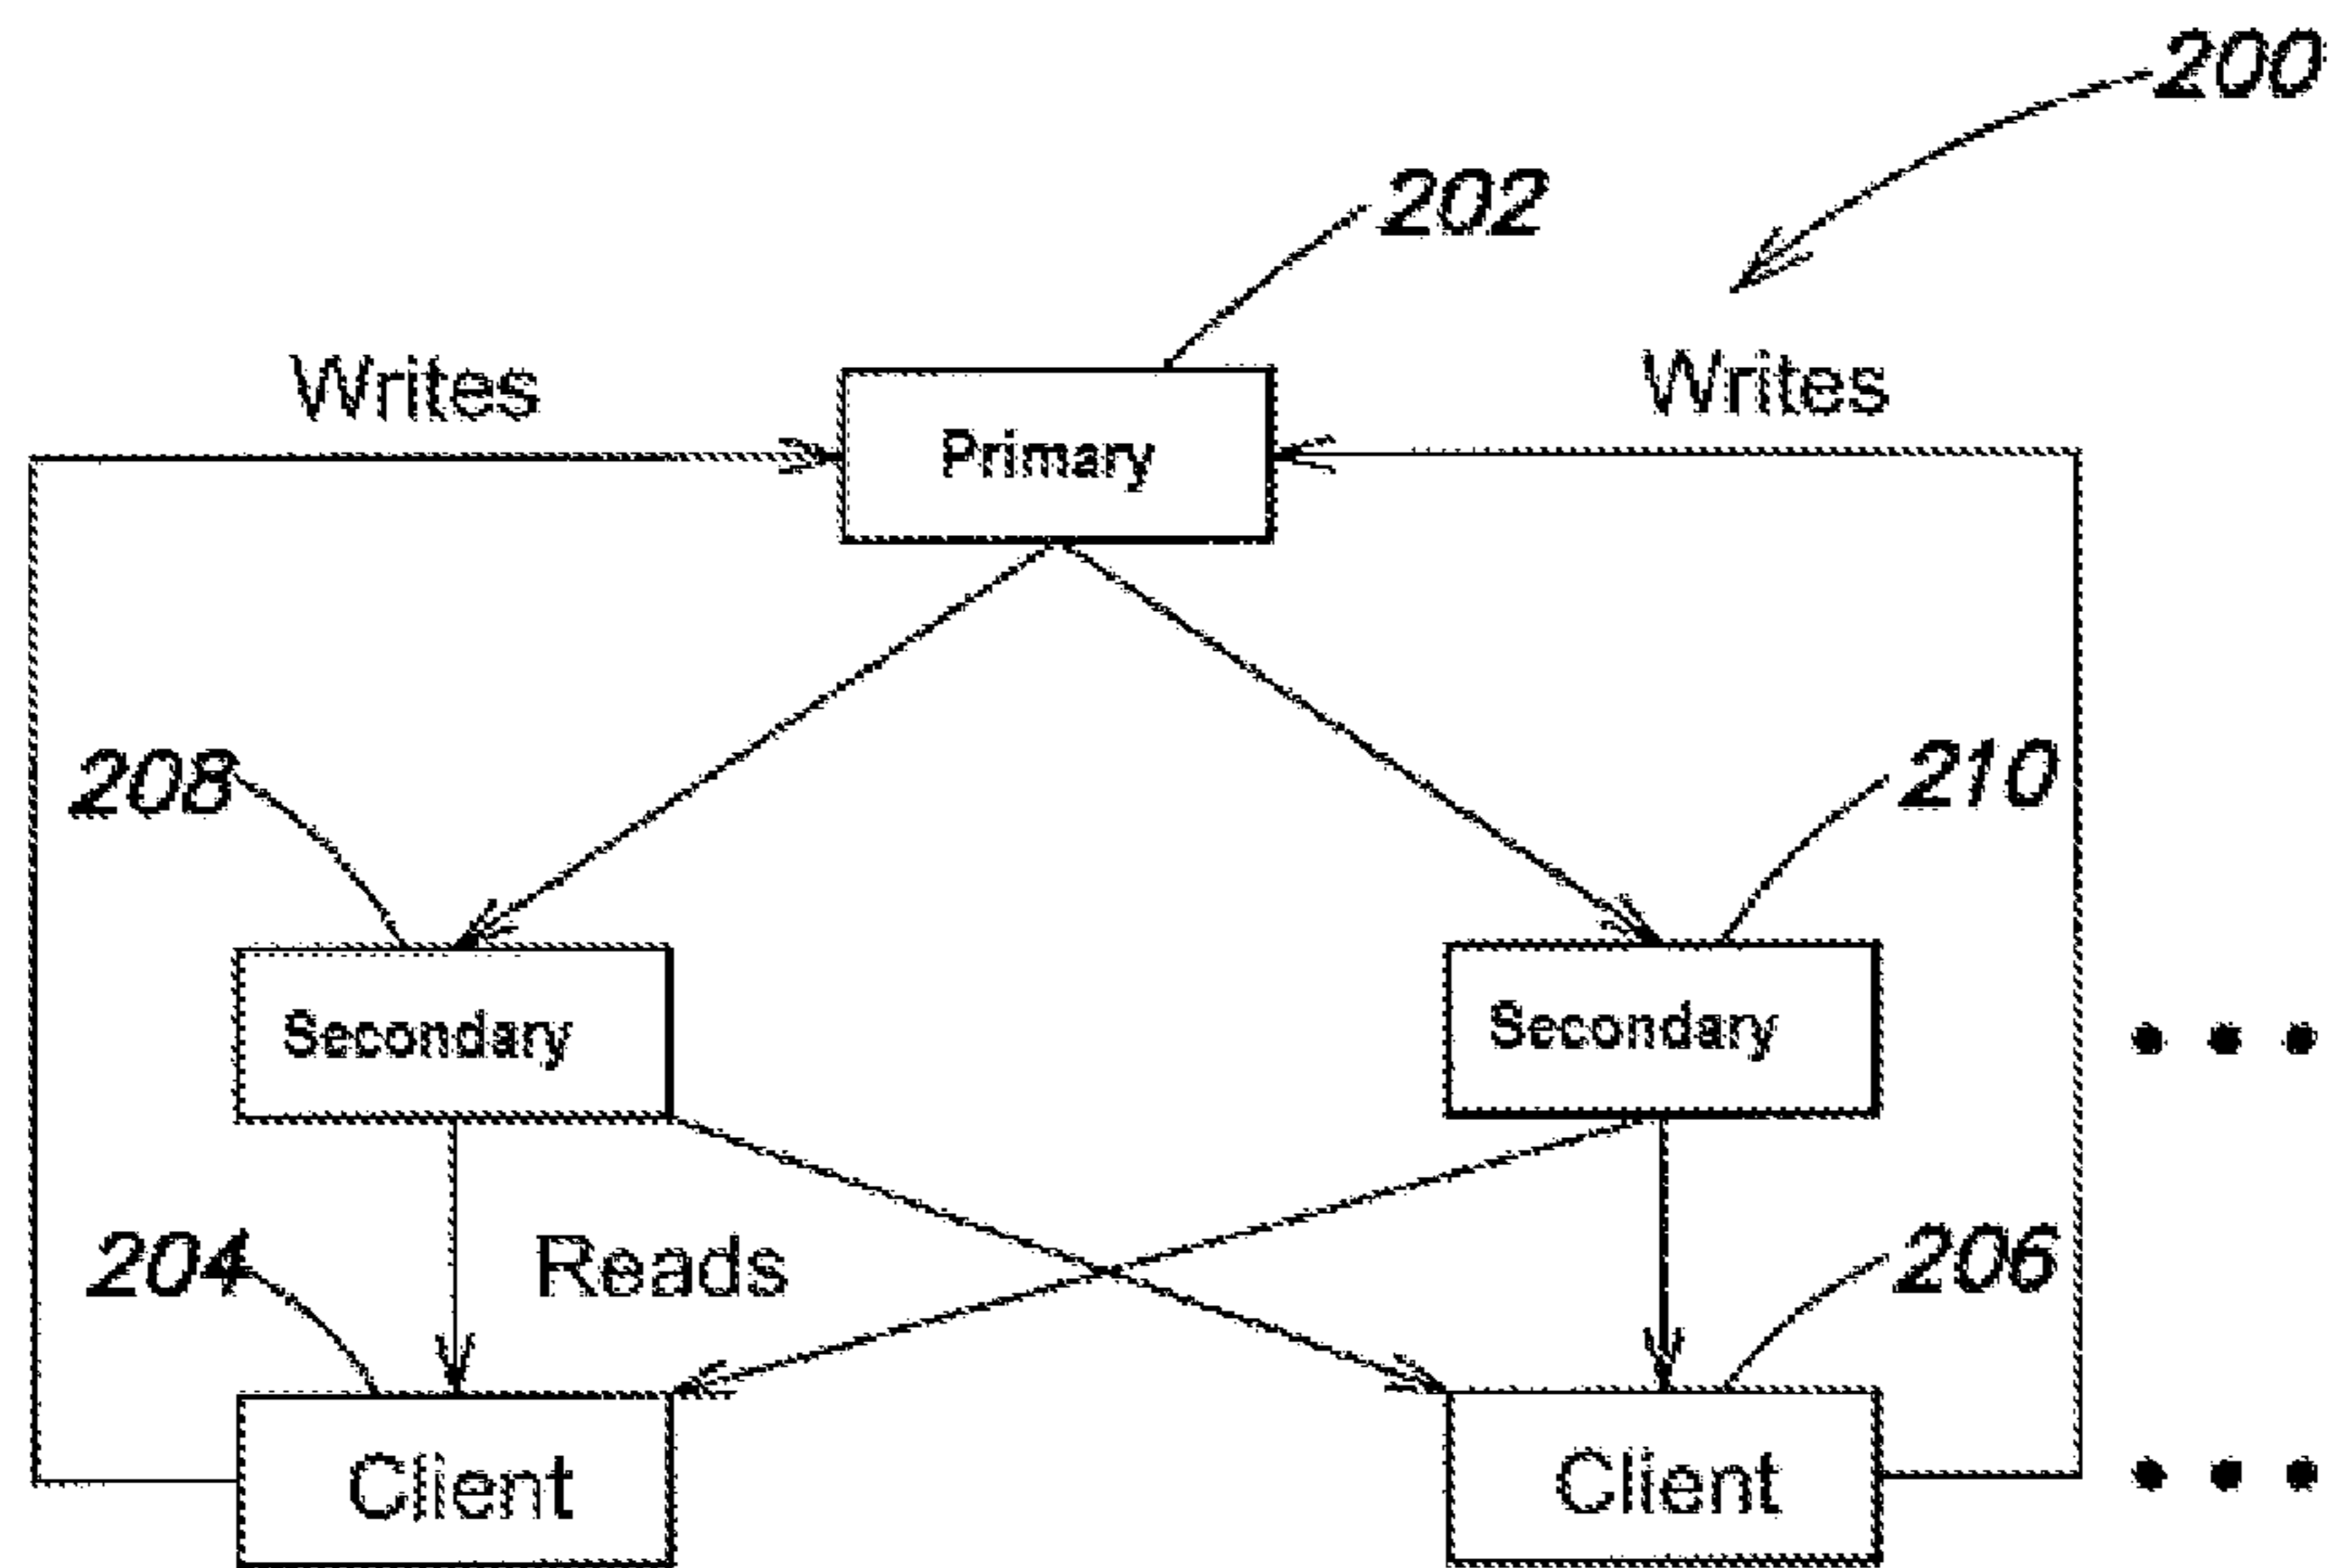 200
202
Writes
Writes
Primary
208
210
Secondary
Secondary
204
Reads
206
Client
Client